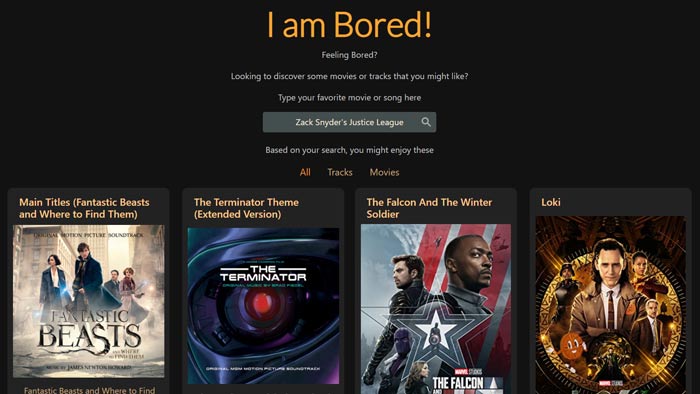 I am Bored!
Feeling Bored?
Looking to discover some movies or tracks that you might like?
Type your favorite movie or song here
Zack Snyder's Justice League
Based on your search, you might enjoy these
All Tracks Movies
Main Titles (Fantastic Beasts
and Where to Find Them)
ORIGINAL MOTION PICTURE SOUNDTRACK
FANTASTIC
BEASTS
AND WHERE
TO FIND THEM
MUSIC BY JAMES NEWTON HOWARD
Fantastic Beasts and Where to Find
The Terminator Theme
(Extended Version)
THE
TERMINATOR
ORIGINAL MUSIC BY BRAD FIEDEL
ORIGINAL MGM MOTION PICTURE SOUNDTRACK
The Falcon And The Winter
Soldier
MARVEL STUDIOS
THE FALCON
AND THE
Loki
MARVEL STUDIOS